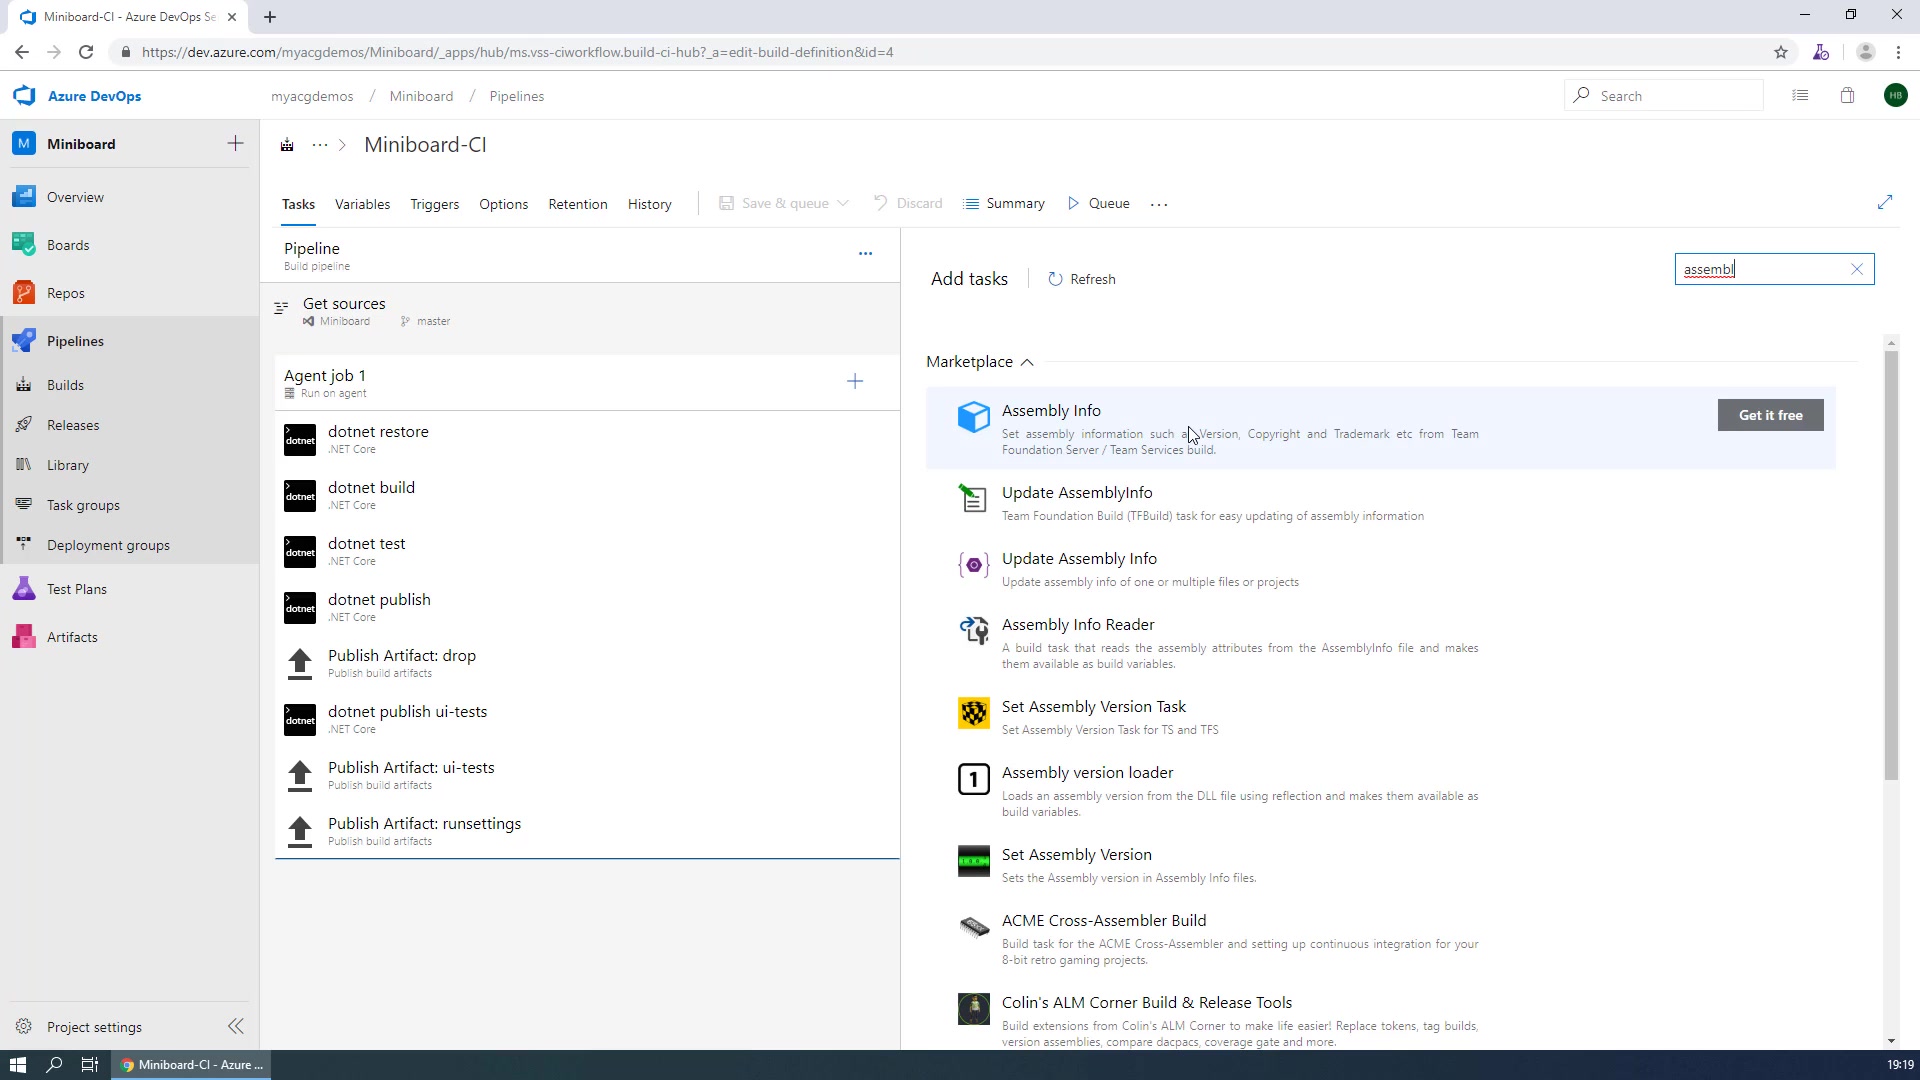 Miniboard-CI - Azure DevOps Se
https://dev.azure.com/myacgdemos/Miniboard/_apps/hub/ms.vss-ciworkflow.build-ci-hub?_a=edit-build-definition&id=4
Azure DevOps
myacgdemos / Miniboard / Pipelines
Search
HB
M Miniboard
Miniboard-CI
Overview
Boards
Repos
Pipelines
Builds
Releases
Library
Task groups
Deployment groups
Test Plans
Artifacts
Project settings
Tasks Variables Triggers Options Retention History Save & queue Discard Summary Queue
Pipeline
Build pipeline
Get sources
Miniboard master
Agent job 1
Run on agent
dotnet dotnet restore
.NET Core
dotnet dotnet build
.NET Core
dotnet dotnet test
.NET Core
dotnet dotnet publish
.NET Core
Publish Artifact: drop
Publish build artifacts
dotnet dotnet publish ui-tests
.NET Core
Publish Artifact: ui-tests
Publish build artifacts
Publish Artifact: runsettings
Publish build artifacts
Add tasks Refresh
assembl
Marketplace
Assembly Info
Get it free
Set assembly information such as Version, Copyright and Trademark etc from Team
Foundation Server / Team Services build.
Update AssemblyInfo
Team Foundation Build (TFBuild) task for easy updating of assembly information
Update Assembly Info
Update assembly info of one or multiple files or projects
Assembly Info Reader
A build task that reads the assembly attributes from the AssemblyInfo file and makes
them available as build variables.
Set Assembly Version Task
Set Assembly Version Task for TS and TFS
1 Assembly version loader
Loads an assembly version from the DLL file using reflection and makes them available as
build variables.
Set Assembly Version
Sets the Assembly version in Assembly Info files.
ACME Cross-Assembler Build
Build task for the ACME Cross-Assembler and setting up continuous integration for your
8-bit retro gaming projects.
Colin's ALM Corner Build & Release Tools
Build extensions from Colin's ALM Corner to make life easier! Replace tokens, tag builds,
version assemblies, compare dacpacs, coverage gate and more.
Miniboard-CI - Azure ...
19:19